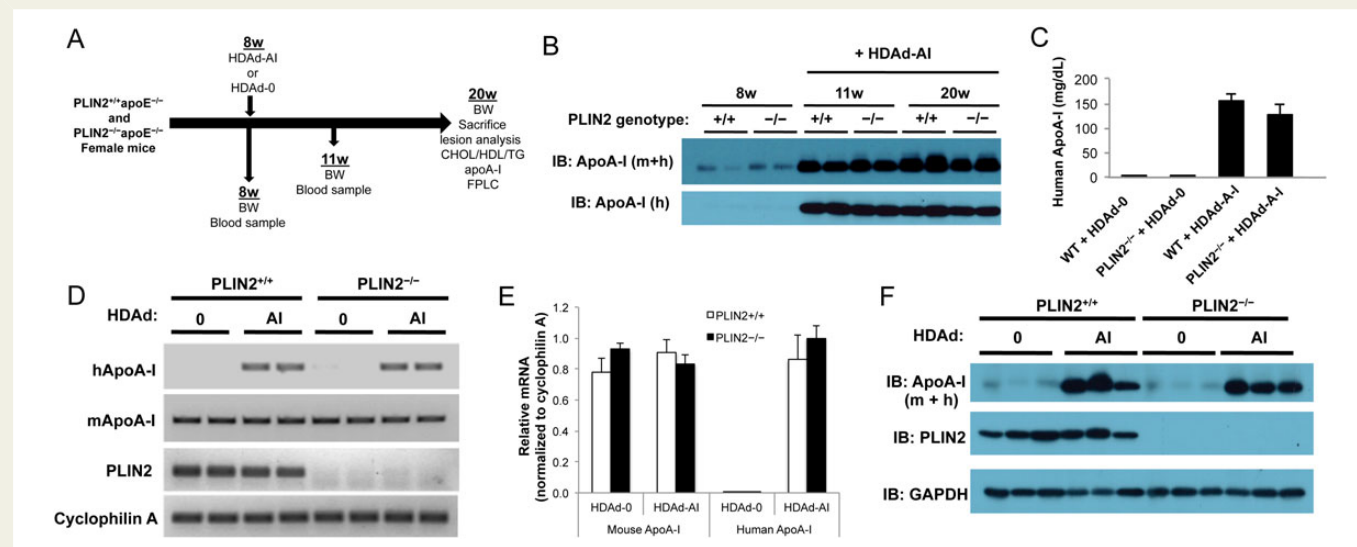 A
8w
HDAd-AI
or
HDAd-0
PLIN2+/+apoE−/−
and
PLIN2−/−apoE−/−
Female mice
11w
BW
Blood sample
8w
BW
Blood sample
20w
BW
Sacrifice
lesion analysis
CHOL/HDL/TG
apoA-I
FPLC
B
+ HDAd-AI
8w 11w 20w
PLIN2 genotype: +/+ −/− +/+ −/− +/+ −/−
IB: ApoA-I (m+h)
IB: ApoA-I (h)
C
Human ApoA-I (mg/dL)
200
150
100
50
0
WT + HDAd-0
PLIN2−/− + HDAd-0
WT + HDAd-A-I
PLIN2−/− + HDAd-A-I
D
PLIN2+/+ PLIN2−/−
HDAd: 0 AI 0 AI
hApoA-I
mApoA-I
PLIN2
Cyclophilin A
E
Relative mRNA
(normalized to cyclophilin A)
1.2
1.0
0.8
0.6
0.4
0.2
0.0
PLIN2+/+
PLIN2−/−
HDAd-0 HDAd-AI HDAd-0 HDAd-AI
Mouse ApoA-I Human ApoA-I
F
PLIN2+/+ PLIN2−/−
HDAd: 0 AI 0 AI
IB: ApoA-I
(m + h)
IB: PLIN2
IB: GAPDH